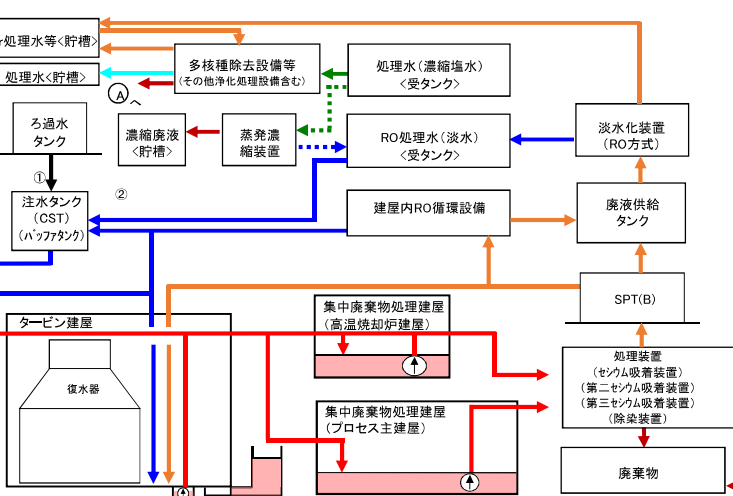 r処理水等<貯槽>
処理水<貯槽>
多核種除去設備等
(その他浄化処理設備含む)
処理水(濃縮塩水)
<受タンク>
Ⓐへ
ろ過水
タンク
濃縮廃液
<貯槽>
蒸発濃
縮装置
RO処理水(淡水)
<受タンク>
淡水化装置
(RO方式)
①
②
注水タンク
(CST)
(バッファタンク)
建屋内RO循環設備
廃液供給
タンク
SPT(B)
タービン建屋
復水器
集中廃棄物処理建屋
(高温焼却炉建屋)
集中廃棄物処理建屋
(プロセス主建屋)
処理装置
(セシウム吸着装置)
(第二セシウム吸着装置)
(第三セシウム吸着装置)
(除染装置)
廃棄物